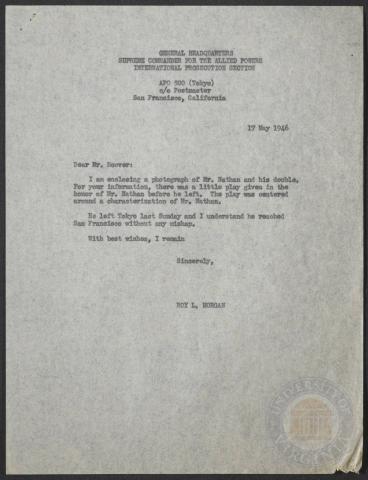 GENERAL HEADQUARTERS
SUPREME COMMANDER FOR THE ALLIED POWERS
INTERNATIONAL PROSECUTION SECTION
APO 500 (Tokyo)
c/o Postmaster
San Francisco, California
17 May 1946
Dear Mr. Hoover:
I am enclosing a photograph of Mr. Nathan and his double.
For your information, there was a little play given in the
honor of Mr. Nathan before he left. The play was centered
around a characterization of Mr. Nathan.
He left Tokyo last Sunday and I understand he reached
San Francisco without any mishap.
With best wishes, I remain
Sincerely,
ROY L. MORGAN
UNIVERSITY OF VIRGINIA